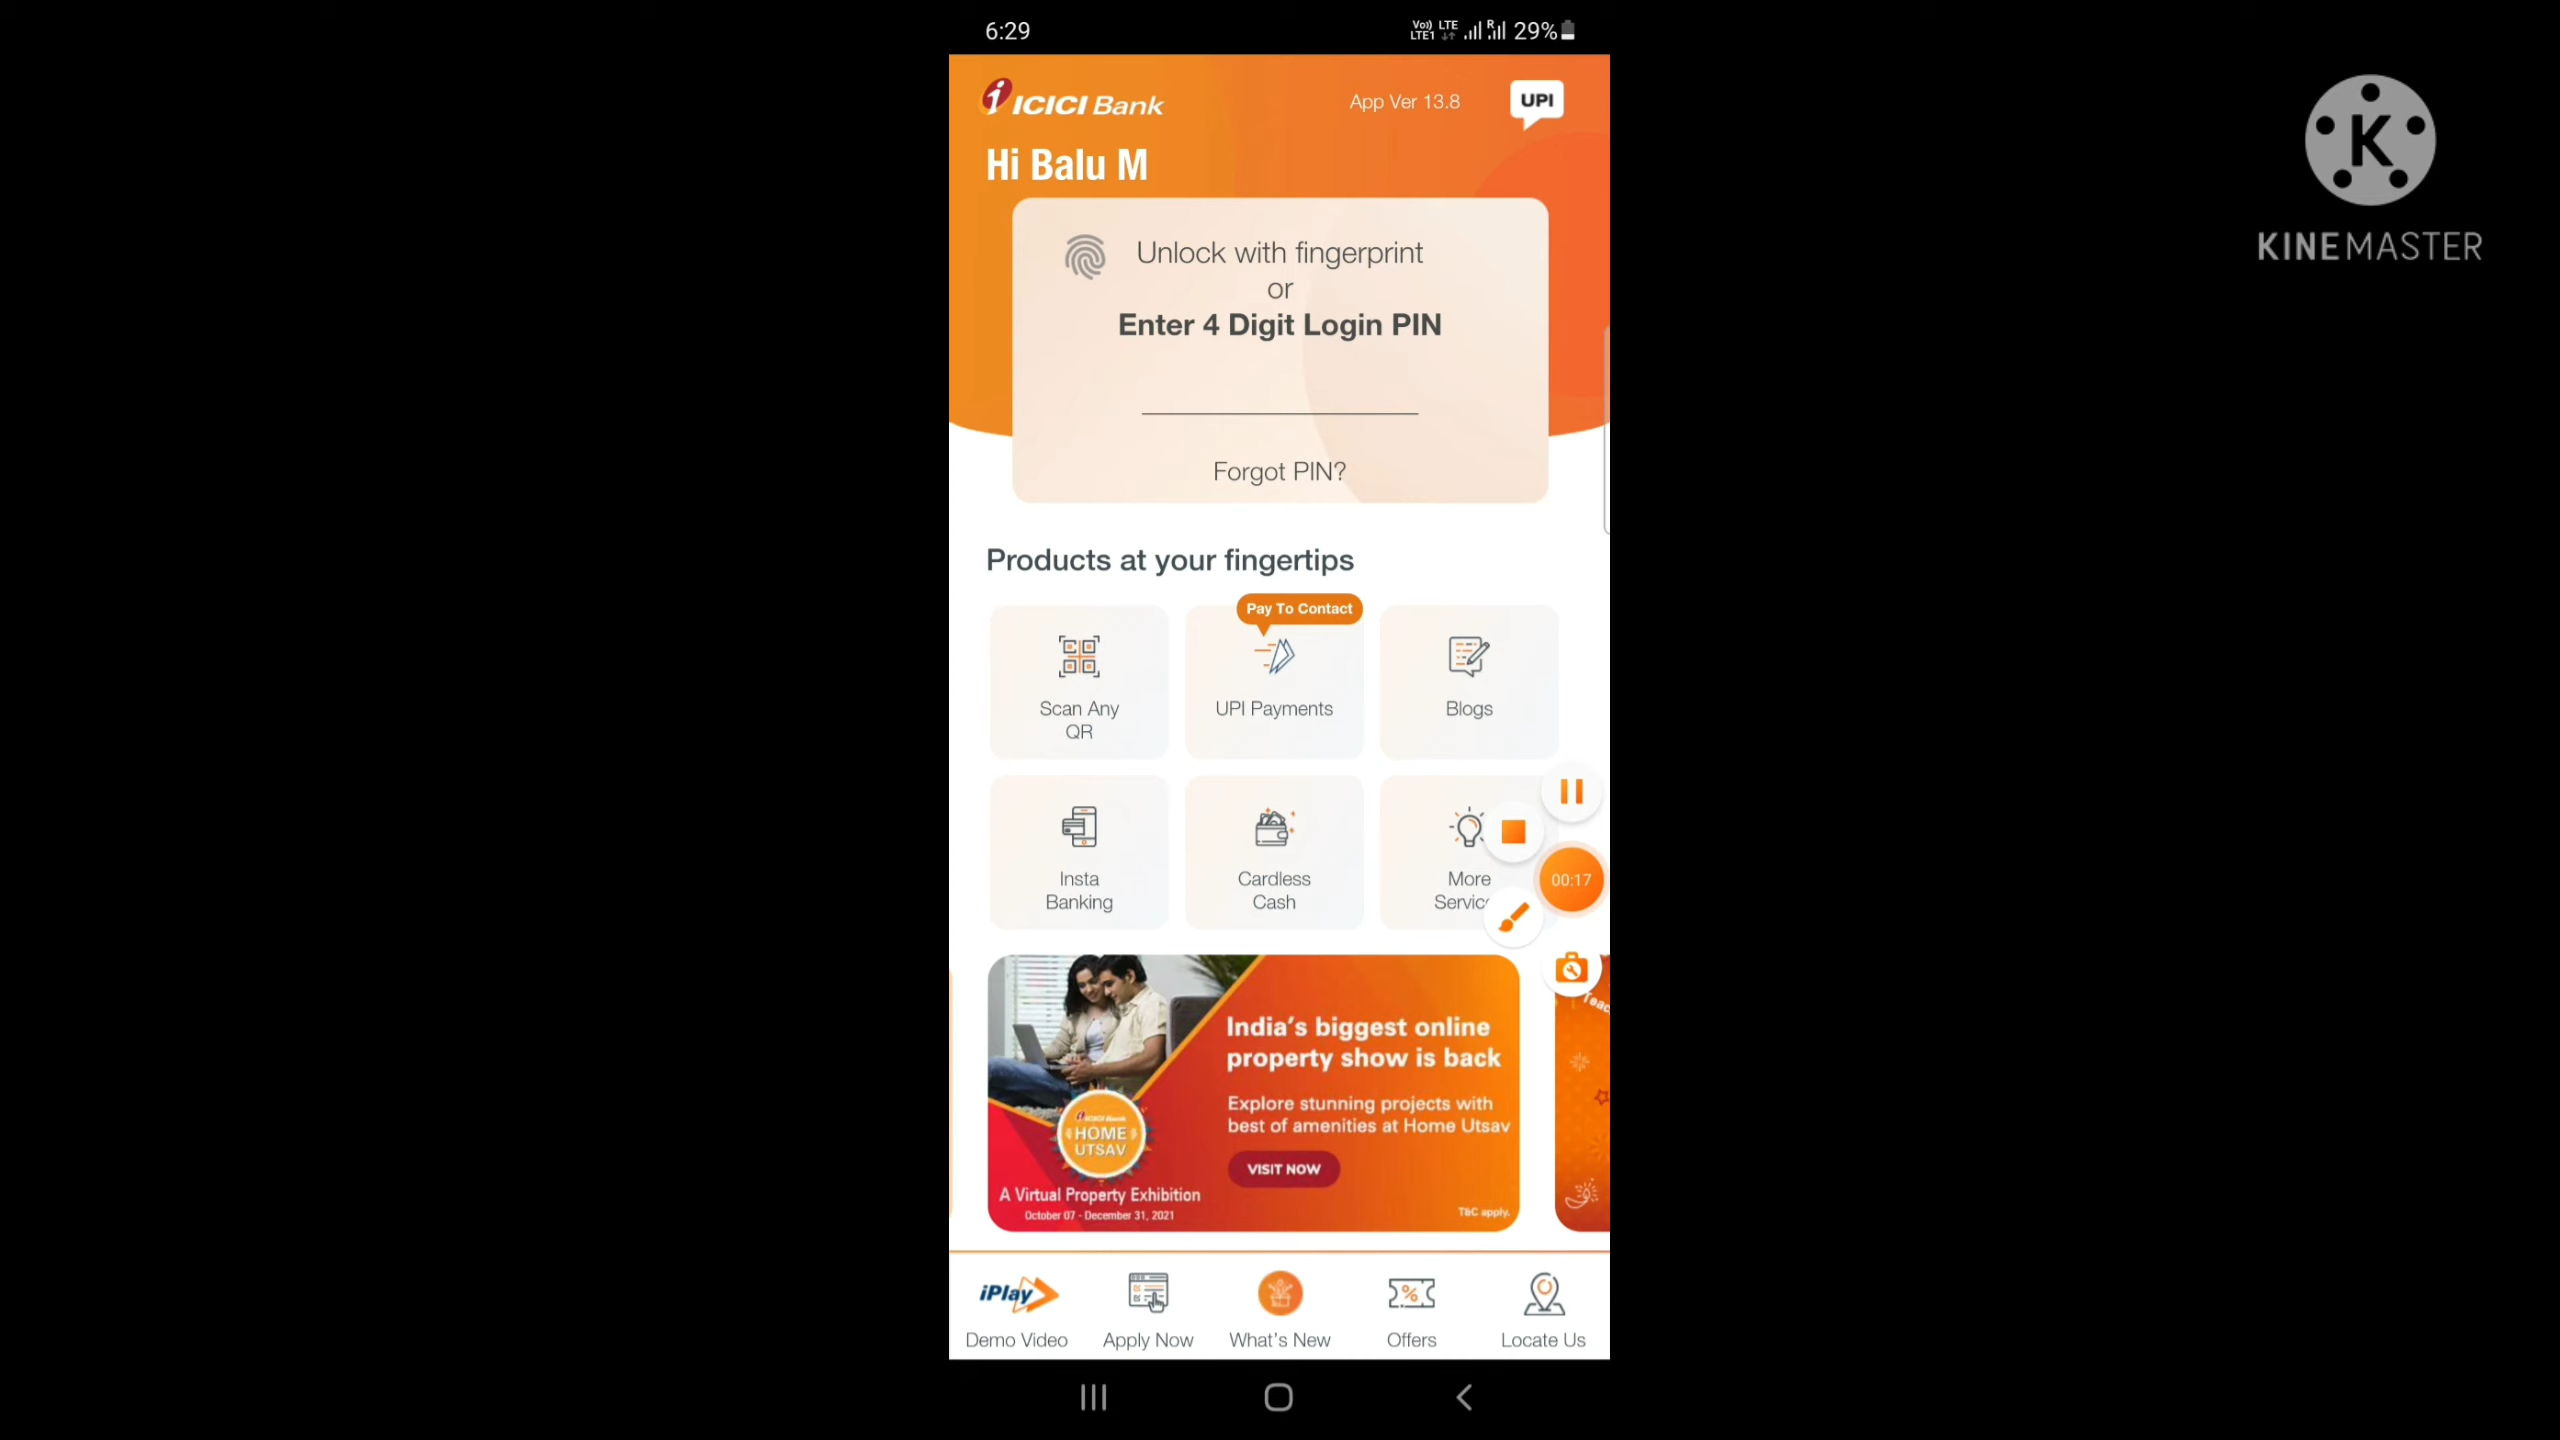 6:29
Vo)) LTE
LTE1
R
29%
ICICI Bank
App Ver 13.8
UPI
Hi Balu M
Unlock with fingerprint
or
Enter 4 Digit Login PIN
Forgot PIN?
Products at your fingertips
Pay To Contact
Scan Any
QR
UPI Payments
Blogs
Insta
Banking
Cardless
Cash
More
Servic
00:17
India's biggest online
property show is back
Explore stunning projects with
best of amenities at Home Utsav
VISIT NOW
T&C apply.
ICICI Bank
HOME
UTSAV
A Virtual Property Exhibition
October 07 - December 31, 2021
Teac
iPlay
Demo Video
Apply Now
What's New
%
Offers
Locate Us
K
KINEMASTER